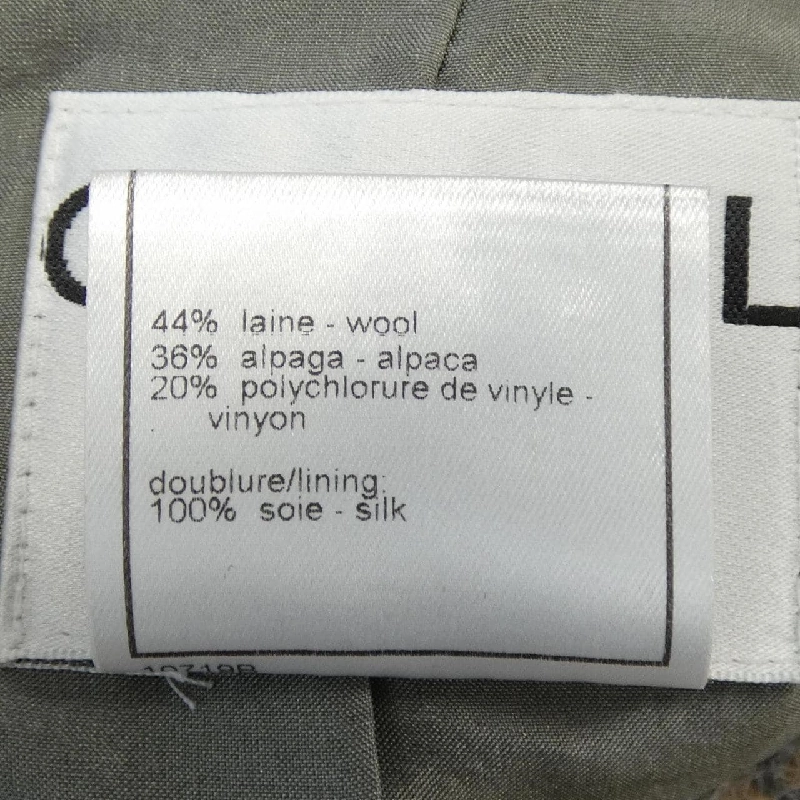 C L
44% laine - wool
36% alpaga - alpaca
20% polychlorure de vinyle -
vinyon
doublure/lining:
100% soie - silk